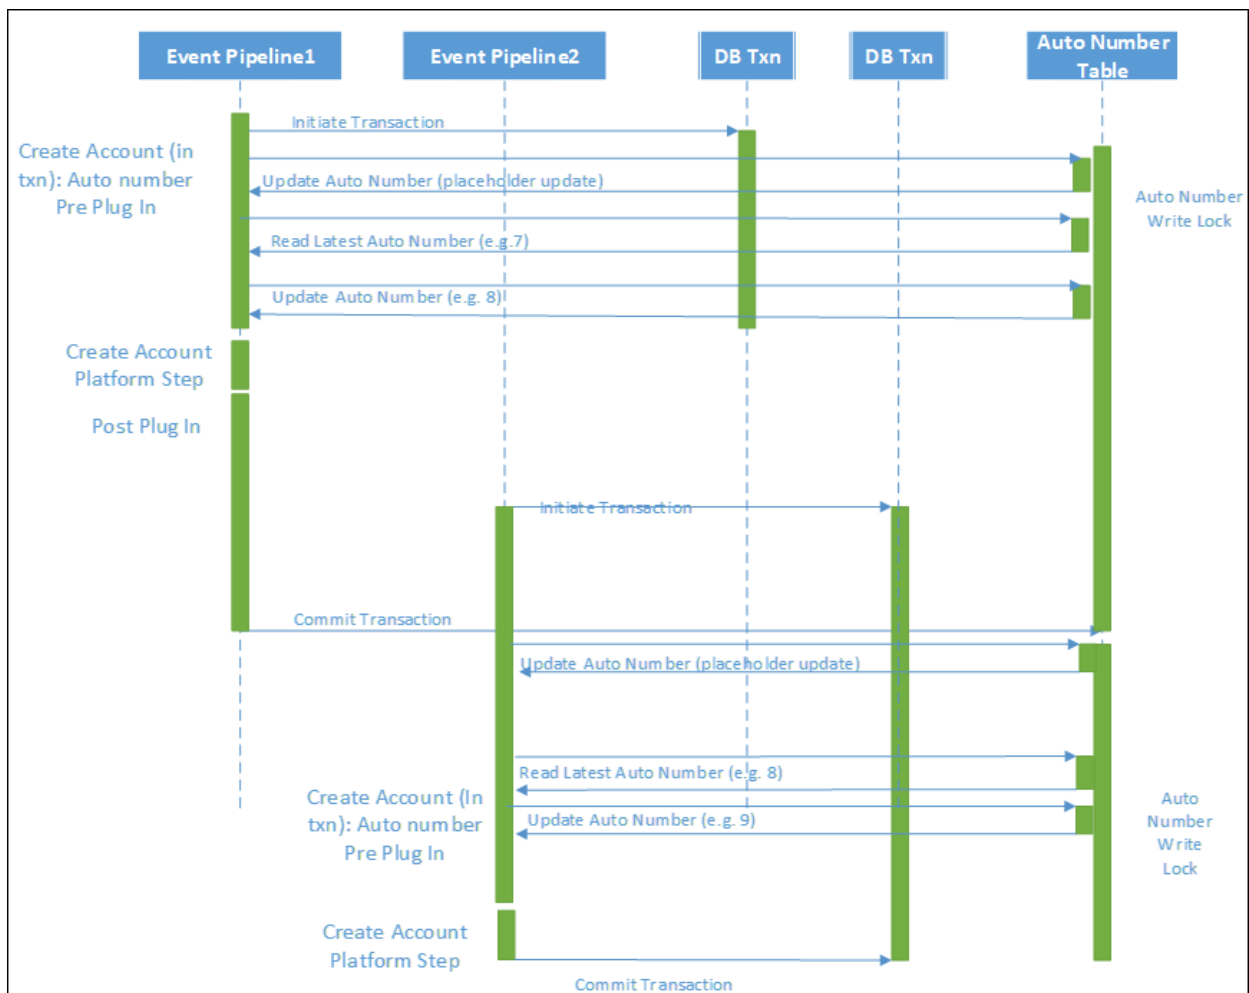 Event Pipeline1
Event Pipeline2
DB Txn
DB Txn
Auto Number
Table
Initiate Transaction
Create Account (in
txn): Auto number
Pre Plug In
Update Auto Number (placeholder update)
Auto Number
Write Lock
Read Latest Auto Number (e.g.7)
Update Auto Number (e.g. 8)
Create Account
Platform Step
Post Plug In
Initiate Transaction
Commit Transaction
Update Auto Number (placeholder update)
Read Latest Auto Number (e.g. 8)
Create Account (In
txn): Auto number
Pre Plug In
Update Auto Number (e.g. 9)
Auto
Number
Write
Lock
Create Account
Platform Step
Commit Transaction